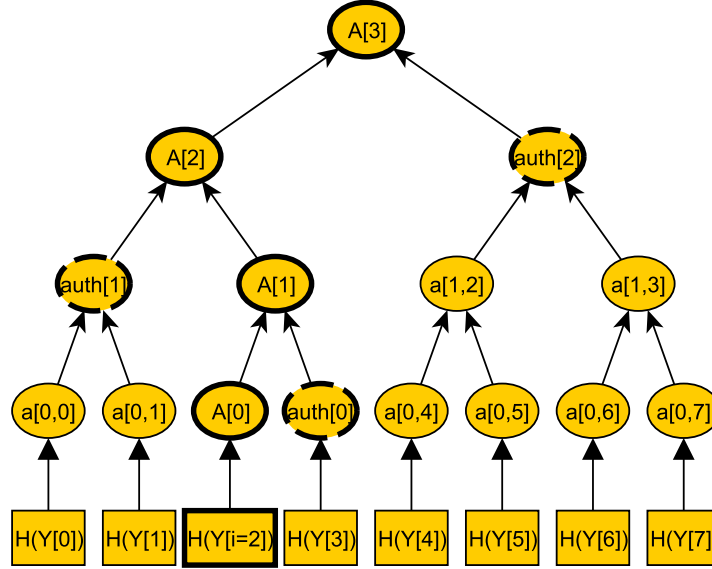 A[3]
A[2]
auth[2]
auth[1]
A[1]
a[1,2]
a[1,3]
a[0,0]
a[0,1]
A[0]
auth[0]
a[0,4]
a[0,5]
a[0,6]
a[0,7]
H(Y[0])
H(Y[1])
H(Y[i=2])
H(Y[3])
H(Y[4])
H(Y[5])
H(Y[6])
H(Y[7])